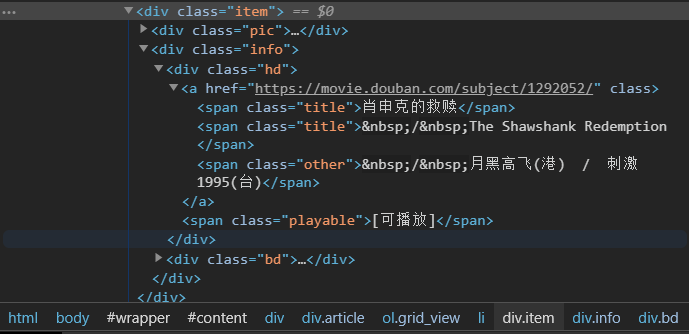 … ▼<div class="item"> == $0
▶<div class="pic">…</div>
▼<div class="info">
▼<div class="hd">
▼<a href="https://movie.douban.com/subject/1292052/" class>
<span class="title">肖申克的救赎</span>
<span class="title">&nbsp;/&nbsp;The Shawshank Redemption
</span>
<span class="other">&nbsp;/&nbsp;月黑高飞(港) / 刺激
1995(台)</span>
</a>
<span class="playable">[可播放]</span>
</div>
▶<div class="bd">…</div>
</div>
</div>
html body #wrapper #content div div.article ol.grid_view li div.item div.info div.bd